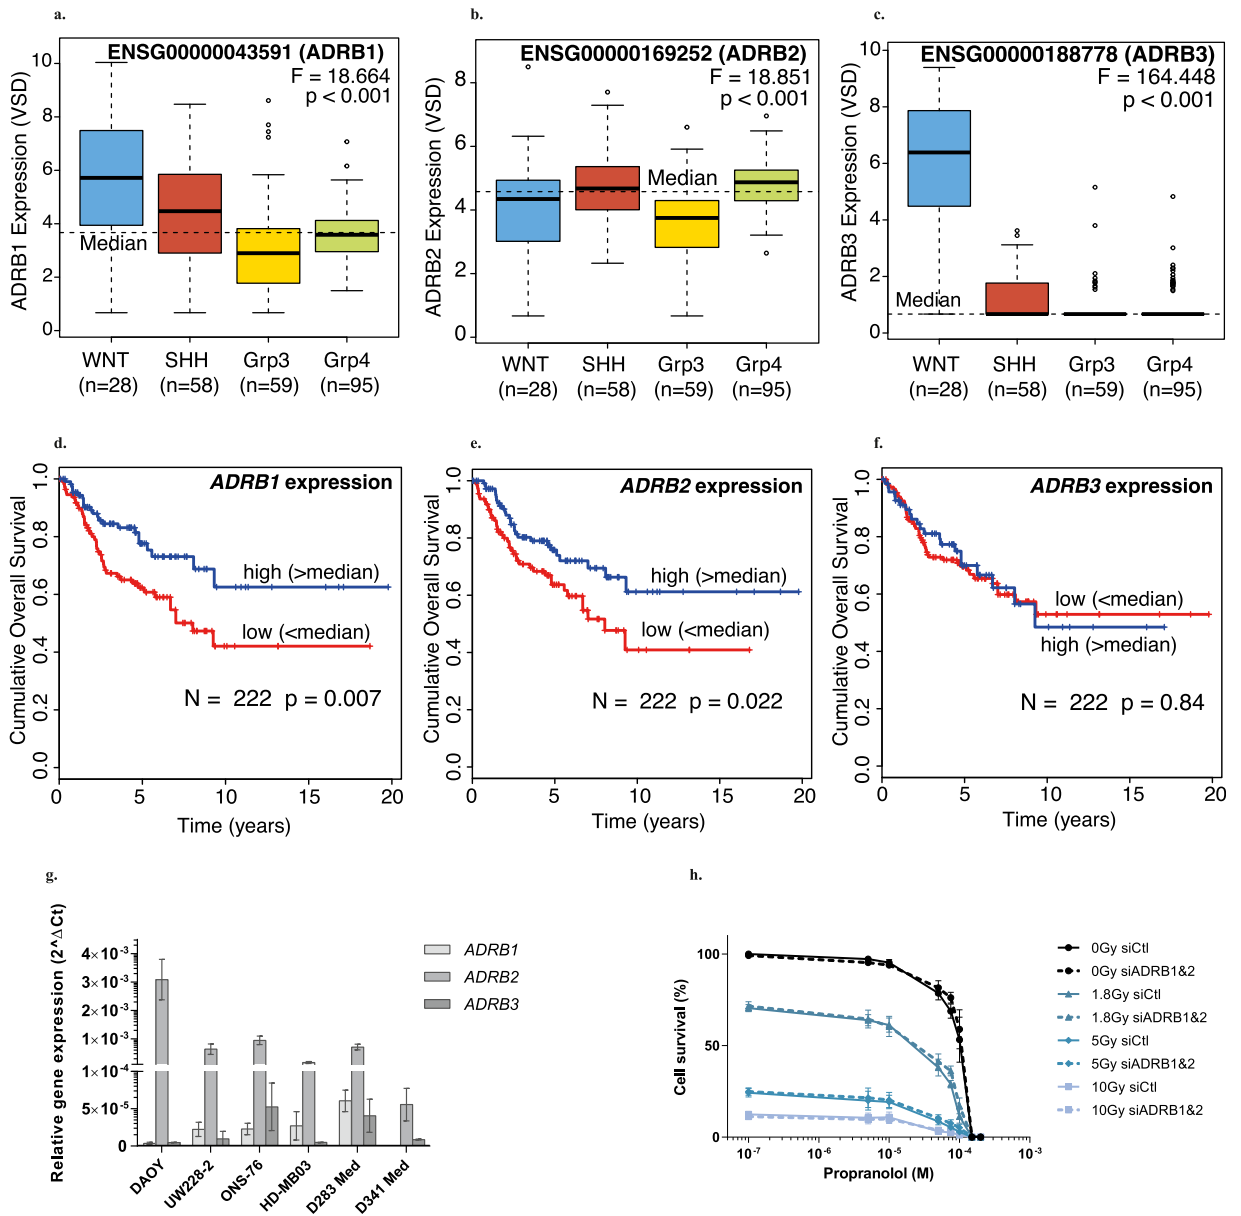 a.
ENSG00000043591 (ADRB1)
F = 18.664
p < 0.001
ADRB1 Expression (VSD)
10
8
6
4
2
0
Median
WNT SHH Grp3 Grp4
(n=28) (n=58) (n=59) (n=95)
b.
ENSG00000169252 (ADRB2)
F = 18.851
p < 0.001
ADRB2 Expression (VSD)
8
6
4
2
0
Median
WNT SHH Grp3 Grp4
(n=28) (n=58) (n=59) (n=95)
c.
ENSG00000188778 (ADRB3)
F = 164.448
p < 0.001
ADRB3 Expression (VSD)
10
8
6
4
2
0
Median
WNT SHH Grp3 Grp4
(n=28) (n=58) (n=59) (n=95)
d.
ADRB1 expression
Cumulative Overall Survival
1.0
0.8
0.6
0.4
0.2
0.0
high (>median)
low (<median)
N = 222 p = 0.007
0 5 10 15 20
Time (years)
e.
ADRB2 expression
Cumulative Overall Survival
1.0
0.8
0.6
0.4
0.2
0.0
high (>median)
low (<median)
N = 222 p = 0.022
0 5 10 15 20
Time (years)
f.
ADRB3 expression
Cumulative Overall Survival
1.0
0.8
0.6
0.4
0.2
0.0
low (<median)
high (>median)
N = 222 p = 0.84
0 5 10 15 20
Time (years)
g.
Relative gene expression (2^ΔCt)
4×10⁻³
3×10⁻³
2×10⁻³
1×10⁻³
1×10⁻⁴
5×10⁻⁵
0
ADRB1
ADRB2
ADRB3
DAOY UW228-2 ONS-76 HD-MB03 D283 Med D341 Med
h.
Cell survival (%)
100
50
0
10⁻⁷ 10⁻⁶ 10⁻⁵ 10⁻⁴ 10⁻³
Propranolol (M)
0Gy siCtl
0Gy siADRB1&2
1.8Gy siCtl
1.8Gy siADRB1&2
5Gy siCtl
5Gy siADRB1&2
10Gy siCtl
10Gy siADRB1&2